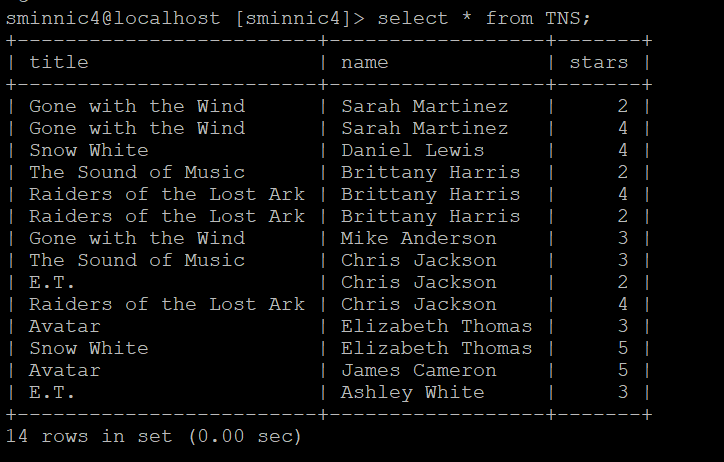 sminnic4@localhost [sminnic4]> select * from TNS;
+--------------------------+------------------+-------+
| title                    | name             | stars |
+--------------------------+------------------+-------+
| Gone with the Wind       | Sarah Martinez   |     2 |
| Gone with the Wind       | Sarah Martinez   |     4 |
| Snow White               | Daniel Lewis     |     4 |
| The Sound of Music       | Brittany Harris  |     2 |
| Raiders of the Lost Ark | Brittany Harris  |     4 |
| Raiders of the Lost Ark | Brittany Harris  |     2 |
| Gone with the Wind       | Mike Anderson    |     3 |
| The Sound of Music       | Chris Jackson    |     3 |
| E.T.                     | Chris Jackson    |     2 |
| Raiders of the Lost Ark | Chris Jackson    |     4 |
| Avatar                   | Elizabeth Thomas |     3 |
| Snow White               | Elizabeth Thomas |     5 |
| Avatar                   | James Cameron    |     5 |
| E.T.                     | Ashley White     |     3 |
+--------------------------+------------------+-------+
14 rows in set (0.00 sec)